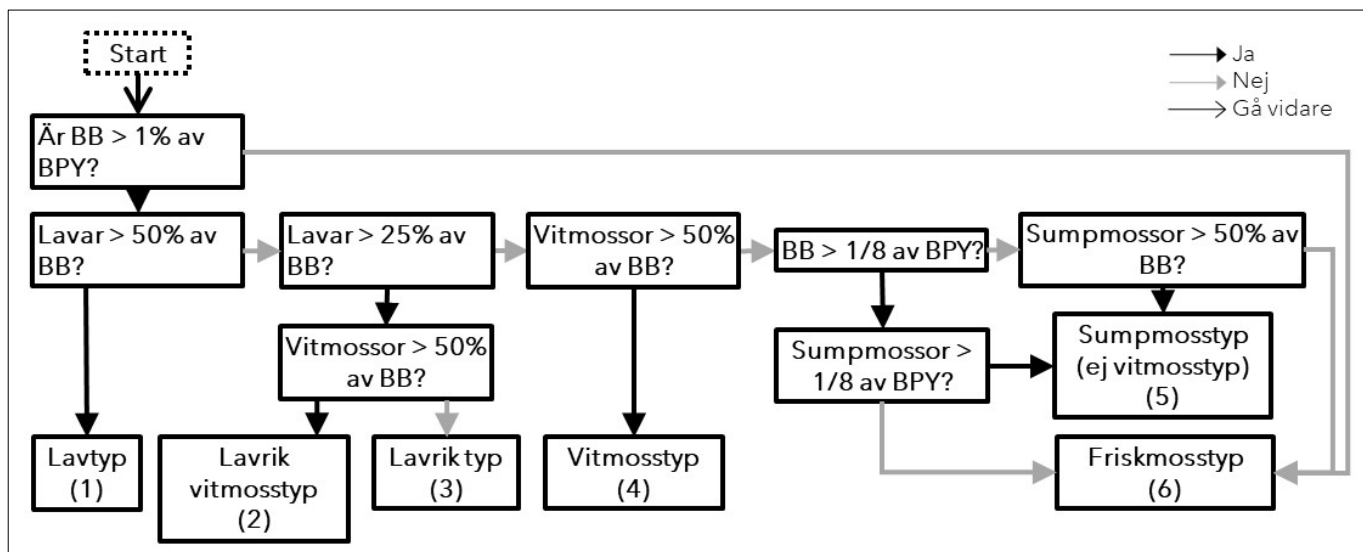 Start
Ja
Nej
Gå vidare
Är BB > 1% av
BPY?
Lavar > 50% av
BB?
Lavar > 25% av
BB?
Vitmossor > 50%
av BB?
BB > 1/8 av BPY?
Sumpmossor > 50% av
BB?
Vitmossor > 50%
av BB?
Sumpmossor >
1/8 av BPY?
Sumpmosstyp
(ej vitmosstyp)
(5)
Lavtyp
(1)
Lavrik
vitmosstyp
(2)
Lavrik typ
(3)
Vitmosstyp
(4)
Friskmosstyp
(6)